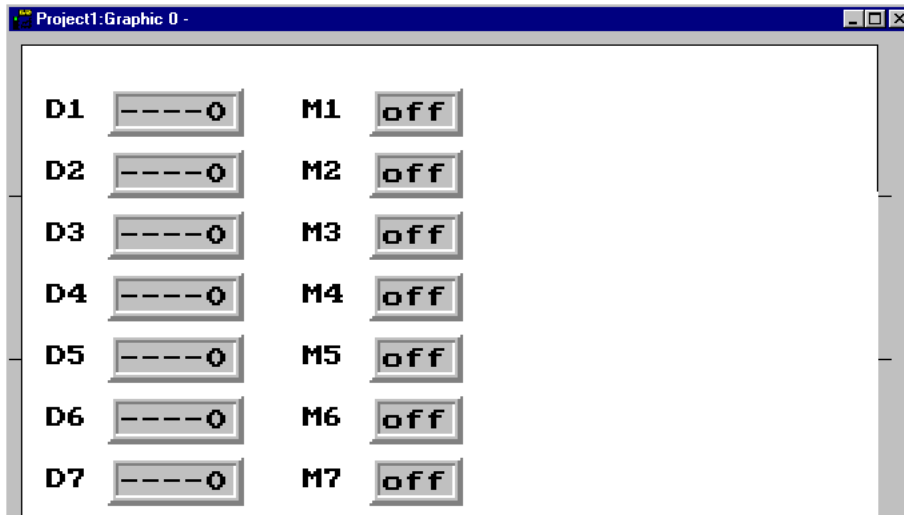 Project1:Graphic 0 -
D1 ----0 M1 off
D2 ----0 M2 off
D3 ----0 M3 off
D4 ----0 M4 off
D5 ----0 M5 off
D6 ----0 M6 off
D7 ----0 M7 off